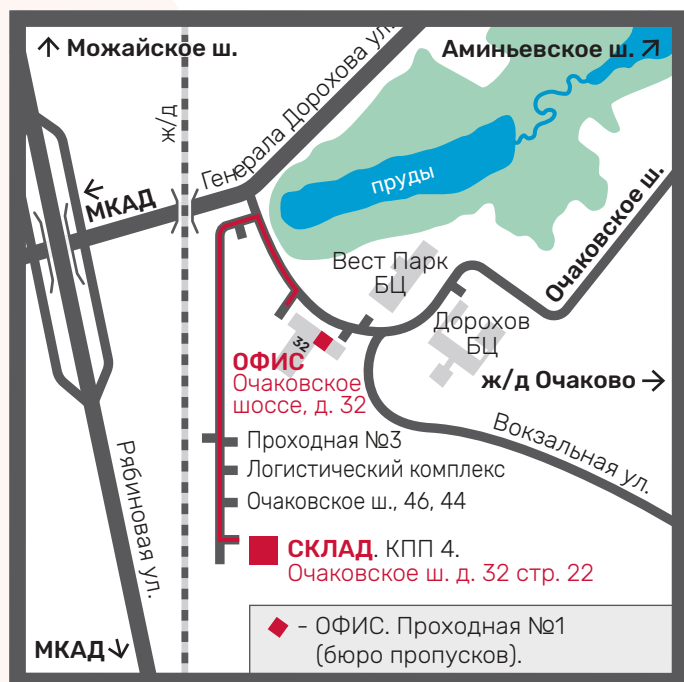 Можайское ш.
Аминьевское ш.
ж/д
Генерала Дорохова ул.
МКАД
пруды
Очаковское ш.
Вест Парк
БЦ
Дорохов
БЦ
32
ОФИС
Очаковское
шоссе, д. 32
ж/д Очаково
Вокзальная ул.
Проходная №3
Логистический комплекс
Очаковское ш., 46, 44
Рябиновая ул.
СКЛАД. КПП 4.
Очаковское ш. д. 32 стр. 22
МКАД
- ОФИС. Проходная №1
(бюро пропусков).